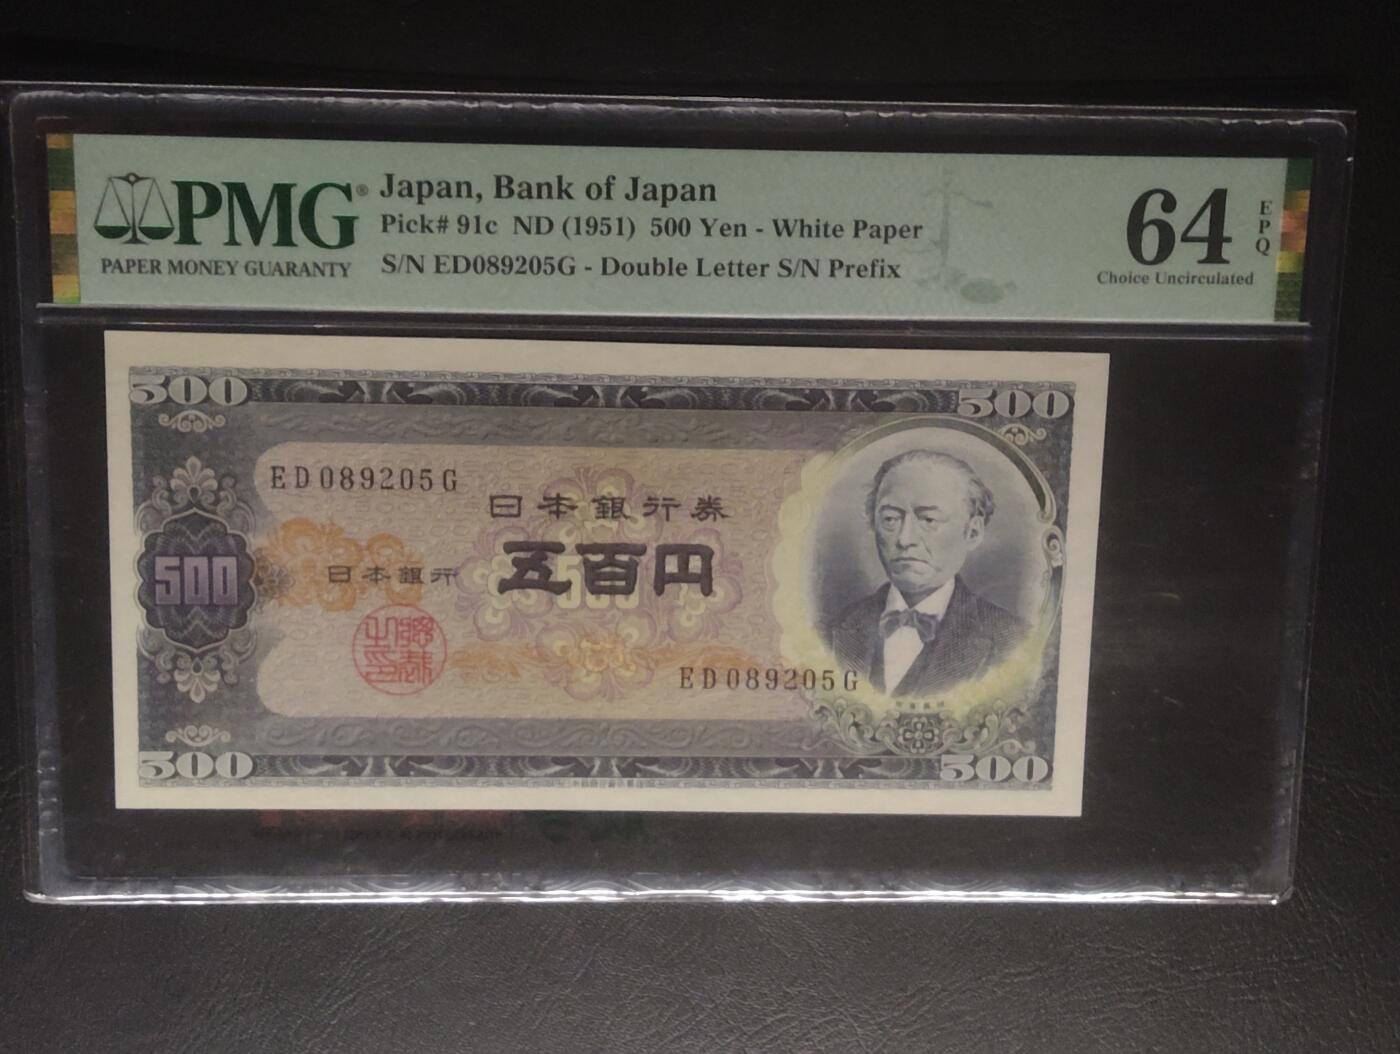 PMG®
PAPER MONEY GUARANTY
Japan, Bank of Japan
Pick# 91c ND (1951) 500 Yen - White Paper
S/N ED089205G - Double Letter S/N Prefix
64
EPQ
Choice Uncirculated
500
500
ED089205G
日本銀行券
五百円
500
500
日本銀行
ED089205G
500
500